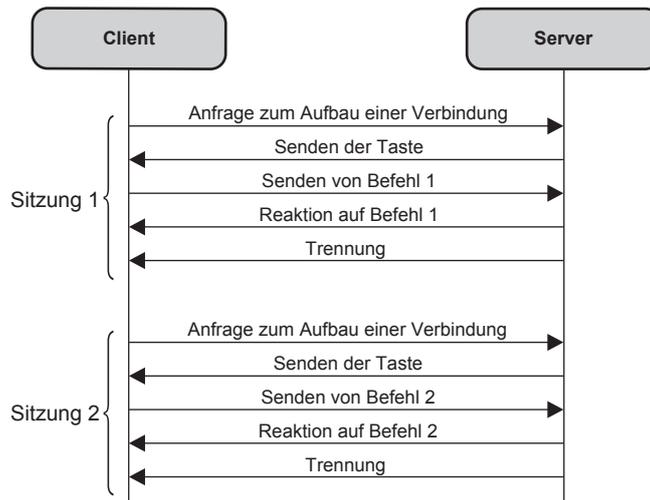 Client
Server
Anfrage zum Aufbau einer Verbindung
Senden der Taste
Sitzung 1
Senden von Befehl 1
Reaktion auf Befehl 1
Trennung
Anfrage zum Aufbau einer Verbindung
Senden der Taste
Sitzung 2
Senden von Befehl 2
Reaktion auf Befehl 2
Trennung